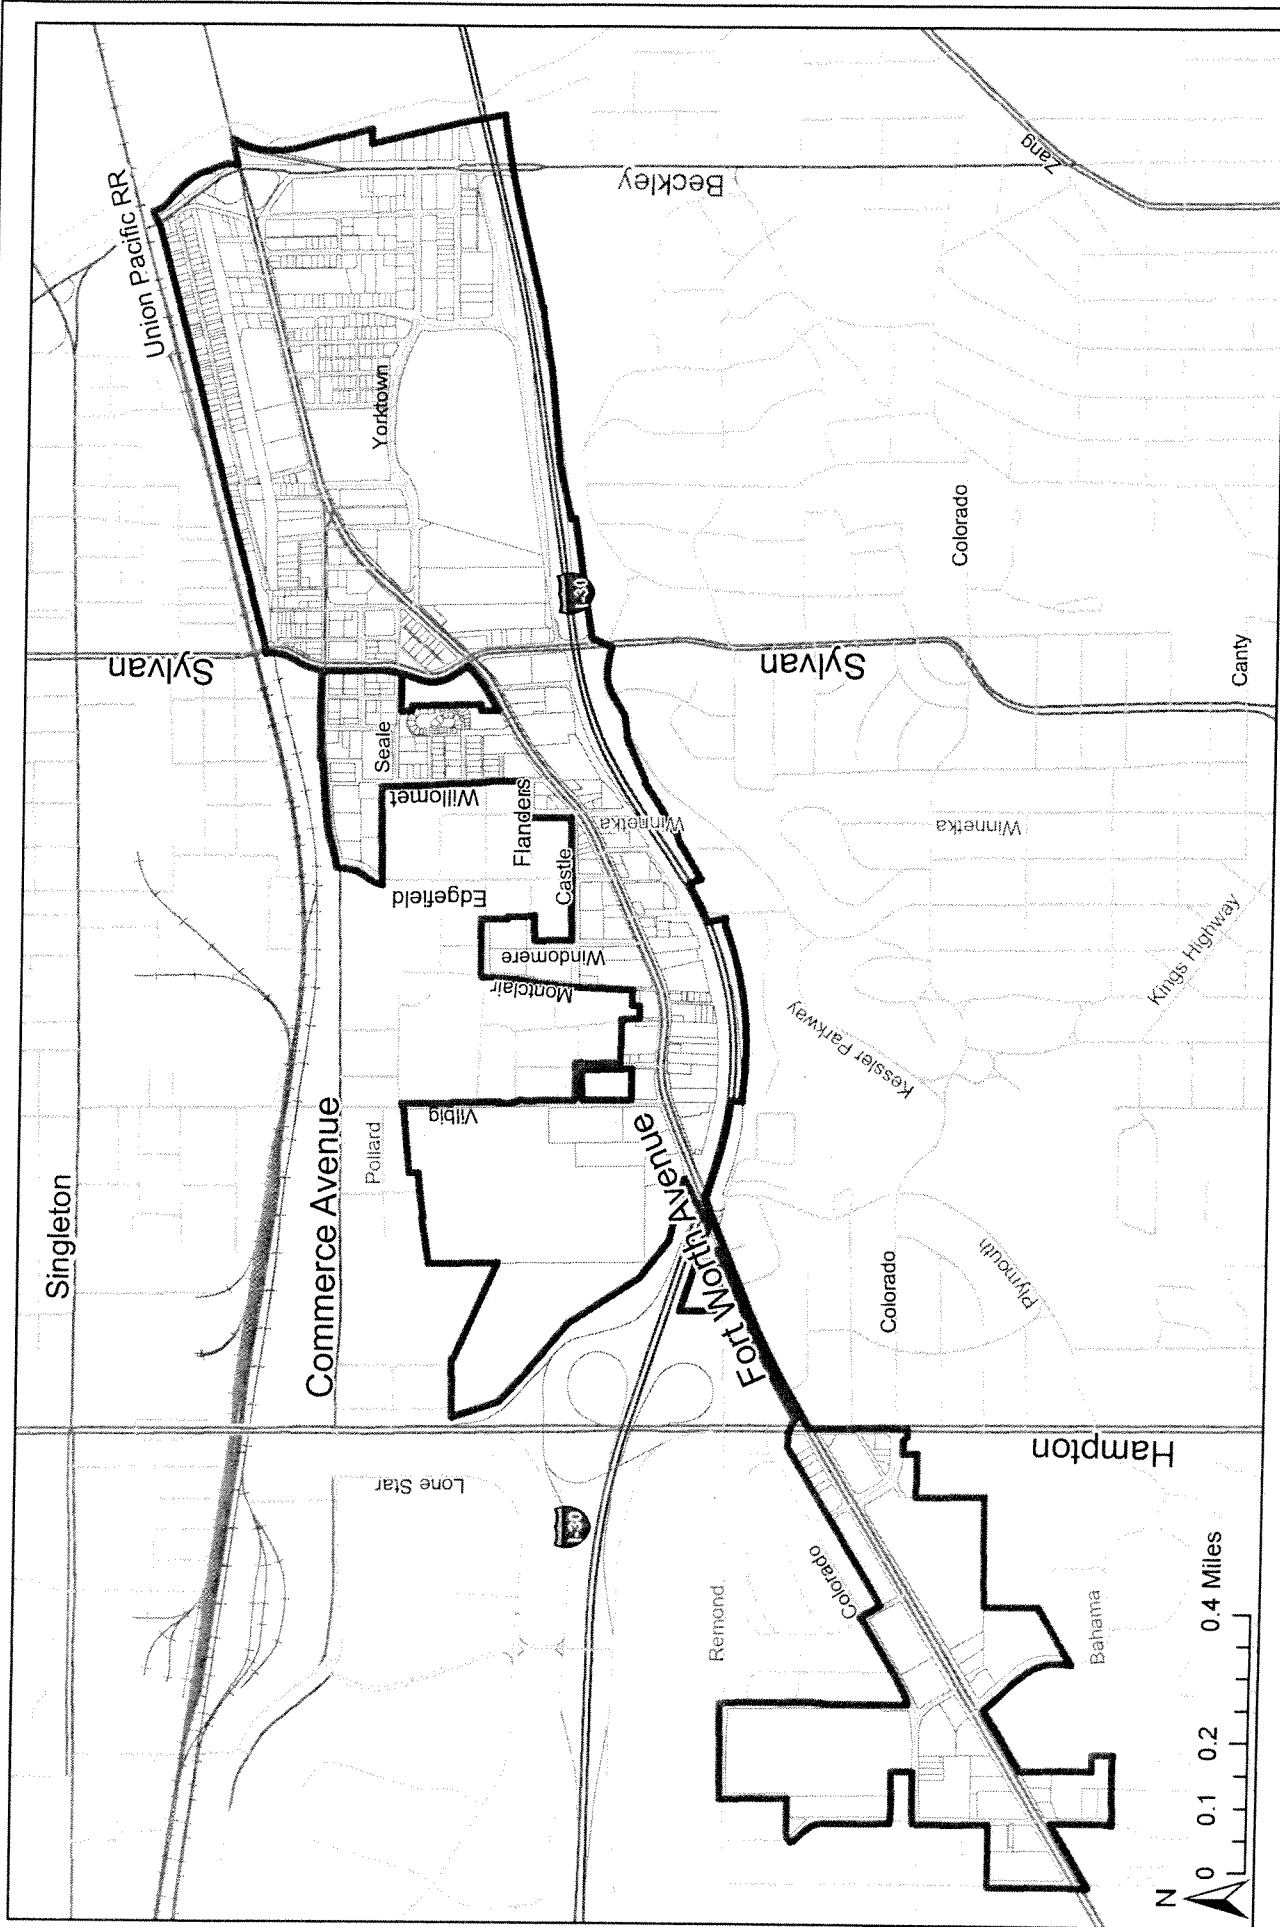 Singleton
Union Pacific RR
Commerce Avenue
Sylvan
Beckley
Zang
Yorktown
Seale
Willomet
Flanders
Castle
Edgefield
Windomere
Montclair
Winnetka
Vilbig
Pollard
I-30
Sylvan
Colorado
Canty
Winnetka
Kings Highway
Kessler Parkway
Fort Worth Avenue
Colorado
Plymouth
Hampton
Lone Star
I-30
Remond
Colorado
Bahama
N
0 0.1 0.2 0.4 Miles